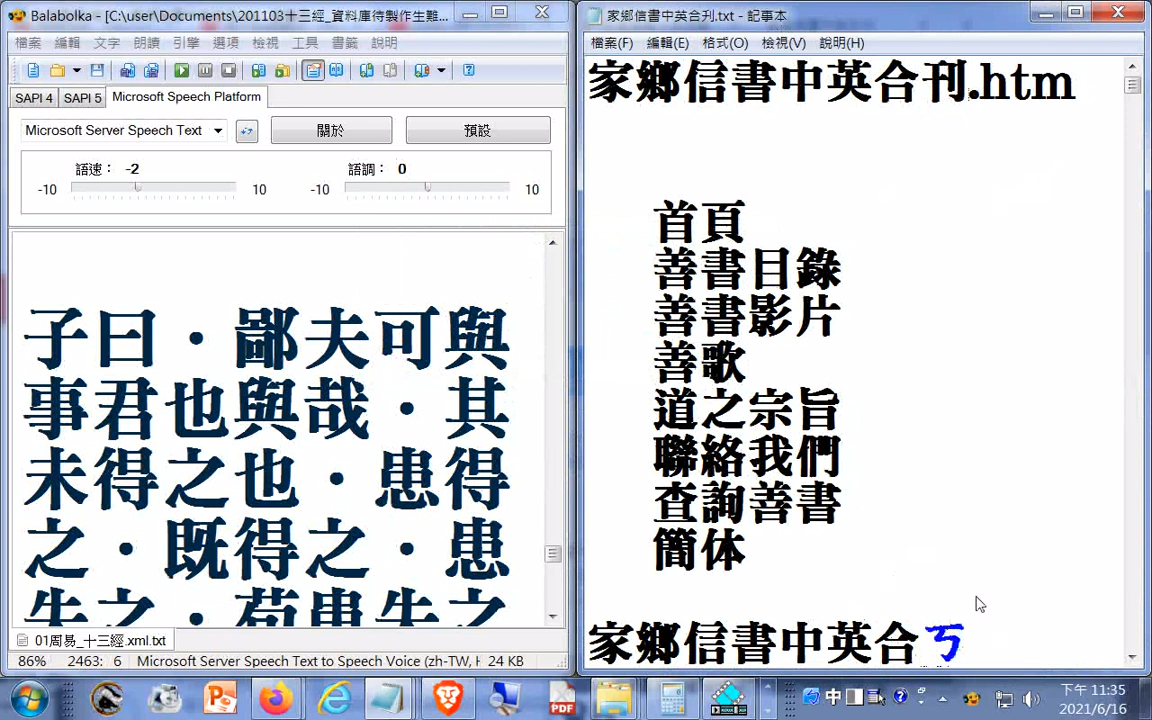 Balabolka - [C:\user\Documents\201103十三經_資料庫待製作生難...
檔案 編輯 文字 朗讀 引擎 選項 檢視 工具 書籤 說明
SAPI 4 SAPI 5 Microsoft Speech Platform
Microsoft Server Speech Text 關於 預設
語速： -2 語調： 0
-10 10 -10 10
子曰・鄙夫可與
事君也與哉・其
未得之也・患得
之・既得之・患
失之・苟患失之
01周易_十三經.xml.txt
86% 2463: 6 Microsoft Server Speech Text to Speech Voice (zh-TW, H 24 KB
家鄉信書中英合刋.txt - 記事本
檔案(F) 編輯(E) 格式(O) 檢視(V) 說明(H)
家鄉信書中英合刊.htm
首頁
善書目錄
善書影片
善歌
道之宗旨
聯絡我們
查詢善書
簡体
家鄉信書中英合ㄎ
中
下午 11:35
2021/6/16